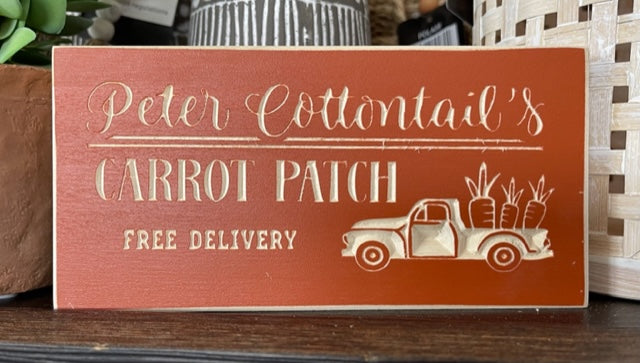 Peter Cottontail's
CARROT PATCH
FREE DELIVERY